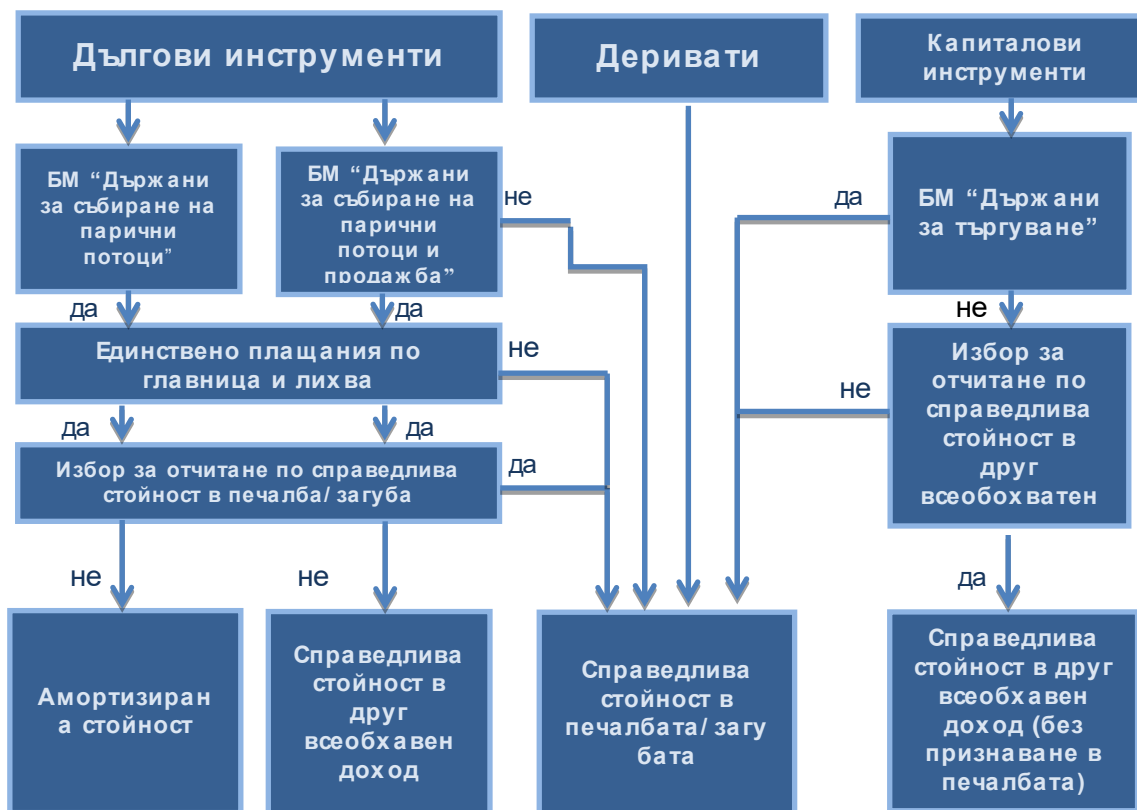 Дългови инструменти
Деривати
Капиталови
инструменти
БМ “Държани
за събиране на
парични
потоци”
БМ “Държани
за събиране на
парични
потоци и
продажба”
не
да
БМ “Държани
за търгуване”
да
да
не
Единствено плащания по
главница и лихва
не
Избор за
отчитане по
справедлива
стойност в
друг
всеобхватен
не
да
да
Избор за отчитане по справедлива
стойност в печалба/ загуба
да
не
не
да
Амортизиран
а стойност
Справедлива
стойност в
друг
всеобхавен
доход
Справедлива
стойност в
печалбата/ загу
бата
Справедлива
стойност в друг
всеобхавен
доход (без
признаване в
печалбата)